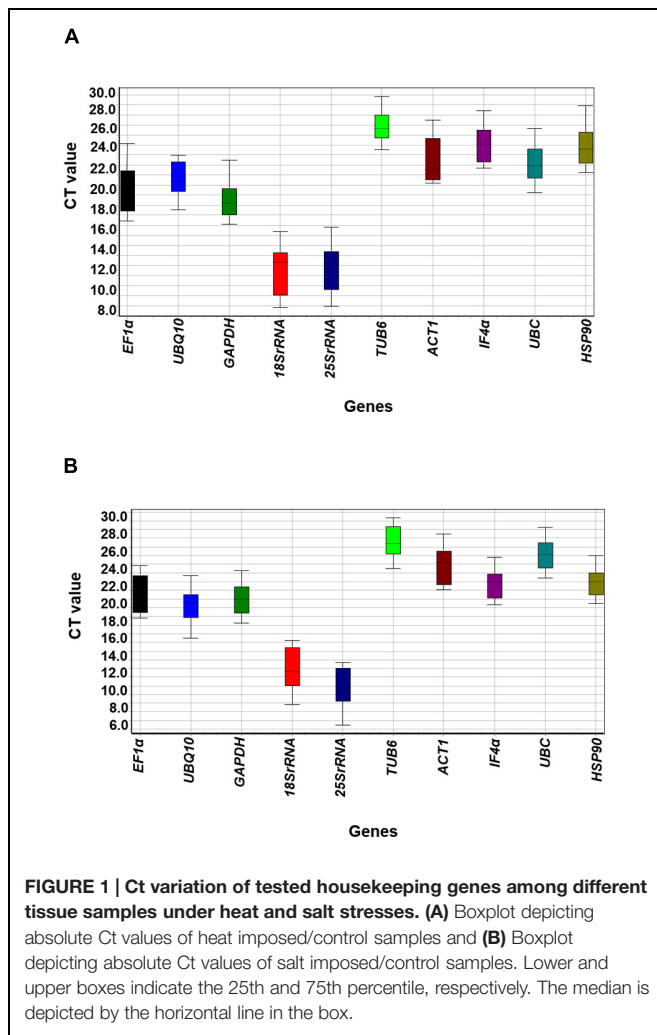 A
30.0
28.0
26.0
24.0
22.0
20.0
18.0
16.0
14.0
12.0
10.0
8.0
CT value
EF1α
UBQ10
GAPDH
18SrRNA
25SrRNA
TUB6
ACT1
IF4α
UBC
HSP90
Genes
B
30.0
28.0
26.0
24.0
22.0
20.0
18.0
16.0
14.0
12.0
10.0
8.0
6.0
CT value
EF1α
UBQ10
GAPDH
18SrRNA
25SrRNA
TUB6
ACT1
IF4α
UBC
HSP90
Genes
FIGURE 1 | Ct variation of tested housekeeping genes among different
tissue samples under heat and salt stresses. (A) Boxplot depicting
absolute Ct values of heat imposed/control samples and (B) Boxplot
depicting absolute Ct values of salt imposed/control samples. Lower and
upper boxes indicate the 25th and 75th percentile, respectively. The median is
depicted by the horizontal line in the box.